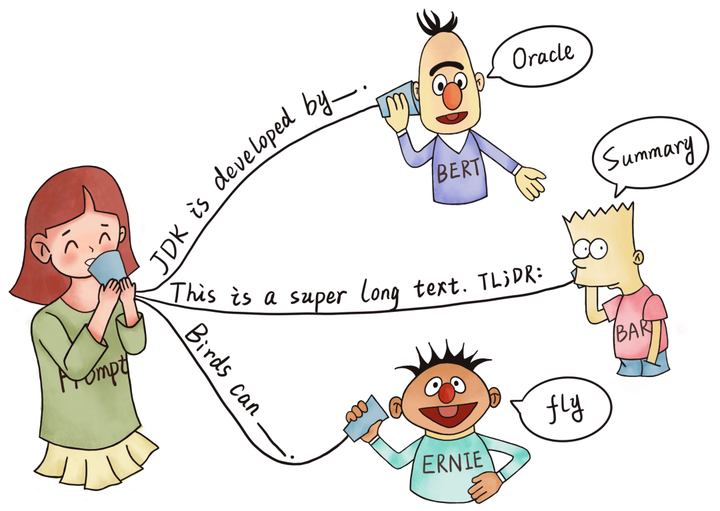 JDK is developed by—.
Oracle
BERT
Summary
This is a super long text. TL;DR:
BAR
Prompt
Birds can —.
fly
ERNIE